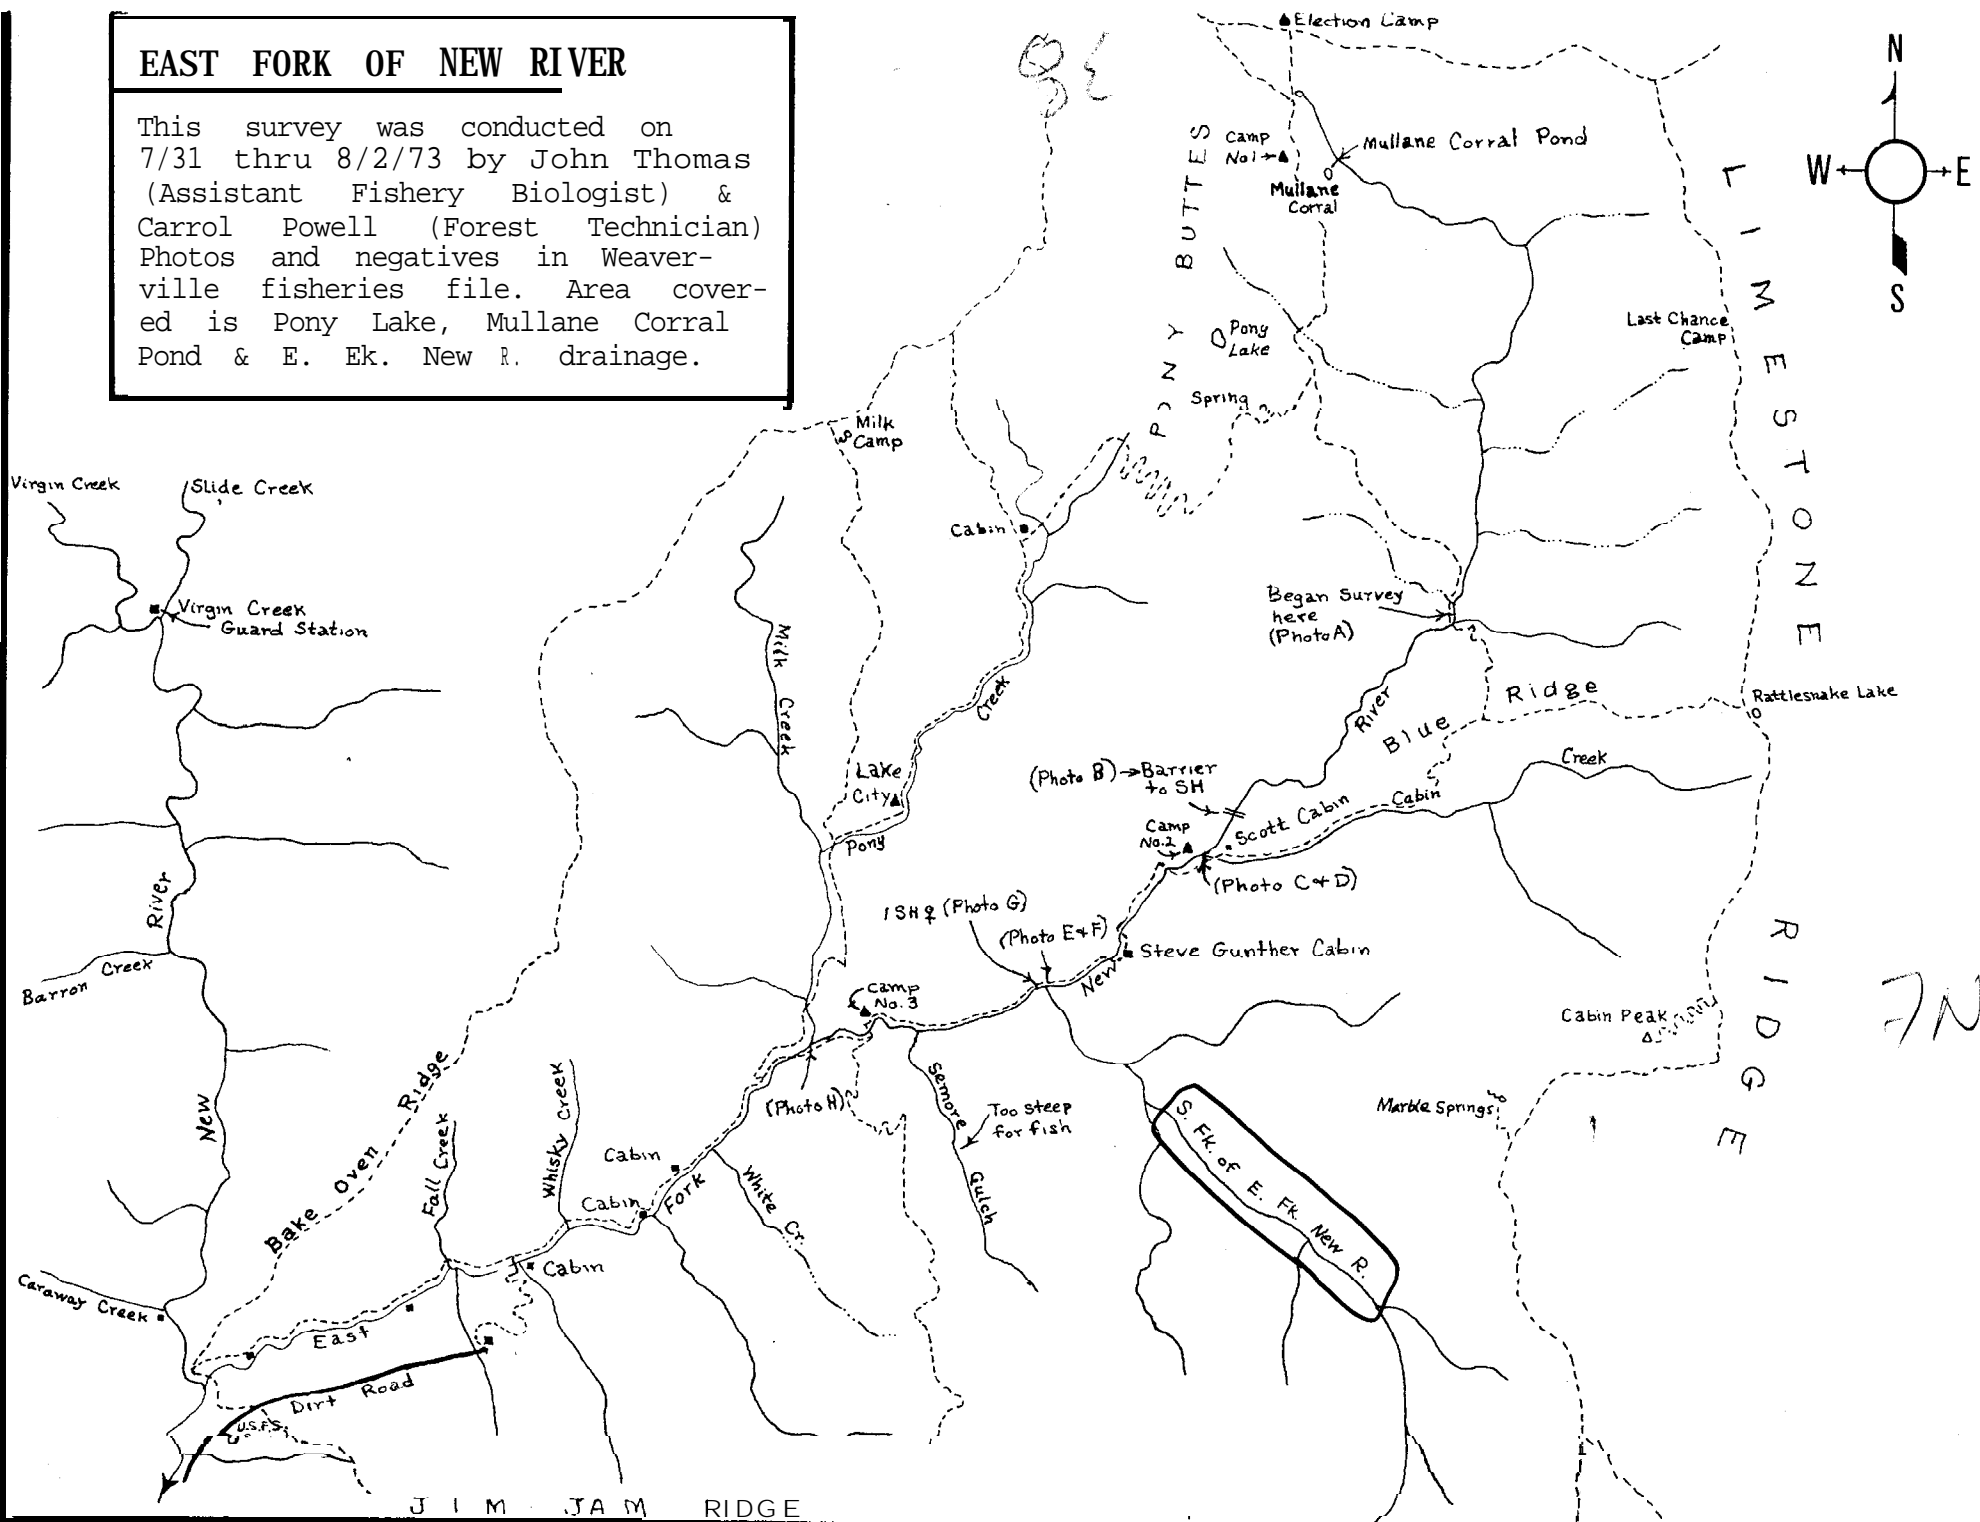 EAST FORK OF NEW RIVER
This survey was conducted on
7/31 thru 8/2/73 by John Thomas
(Assistant Fishery Biologist) &
Carrol Powell (Forest Technician)
Photos and negatives in Weaver-
ville fisheries file. Area cover-
ed is Pony Lake, Mullane Corral
Pond & E. Ek. New R. drainage.
Election Camp
N
W
E
S
Camp
No1
Mullane Corral Pond
Mullane
Corral
PONY BUTTES
LIMESTONE RIDGE
Pony
Lake
Last Chance
Camp
Spring
Milk
Camp
Virgin Creek
Slide Creek
Cabin
Virgin Creek
Guard Station
Began Survey
here
(Photo A)
Milk Creek
Creek
River
Blue Ridge
Rattlesnake Lake
Creek
(Photo B)
Barrier
to SH
Lake
City
Cabin
Scott Cabin
Camp
No.2
Pony
(Photo C & D)
River
1 SH ♀ (Photo G)
(Photo E & F)
Steve Gunther Cabin
Barron Creek
New
Camp
No. 3
Cabin Peak
7N
Bake Oven Ridge
New
Whisky Creek
Fall Creek
(Photo H)
Semore Gulch
Too steep
for fish
Marble Springs
S. Fk. of E. Fk. New R.
Cabin
Cabin
Fork
White Cr.
Cabin
Caraway Creek
East
Dirt Road
U.S.F.S.
JIM JAM RIDGE